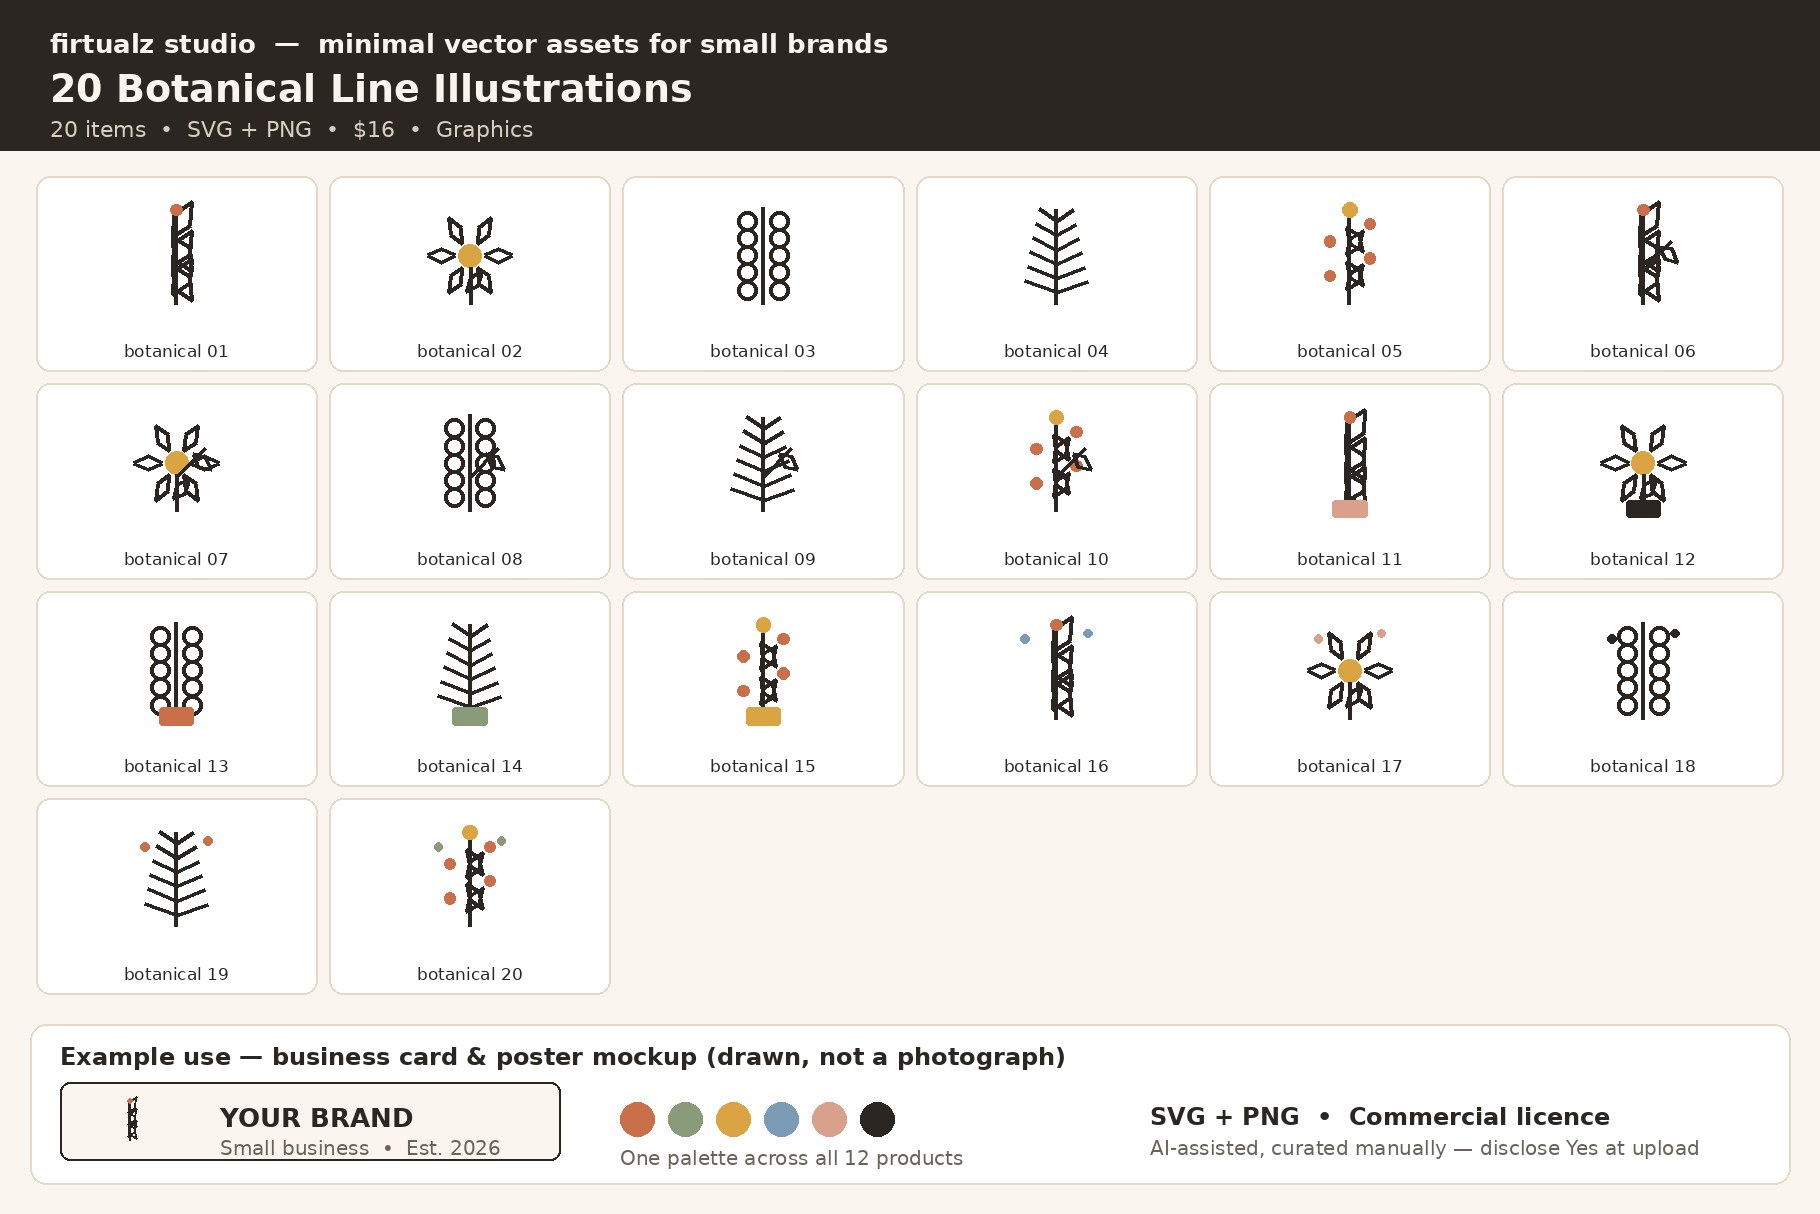 firtualz studio — minimal vector assets for small brands
20 Botanical Line Illustrations
20 items • SVG + PNG • $16 • Graphics
botanical 01
botanical 02
botanical 03
botanical 04
botanical 05
botanical 06
botanical 07
botanical 08
botanical 09
botanical 10
botanical 11
botanical 12
botanical 13
botanical 14
botanical 15
botanical 16
botanical 17
botanical 18
botanical 19
botanical 20
Example use — business card & poster mockup (drawn, not a photograph)
YOUR BRAND
Small business • Est. 2026
One palette across all 12 products
SVG + PNG • Commercial licence
AI-assisted, curated manually — disclose Yes at upload